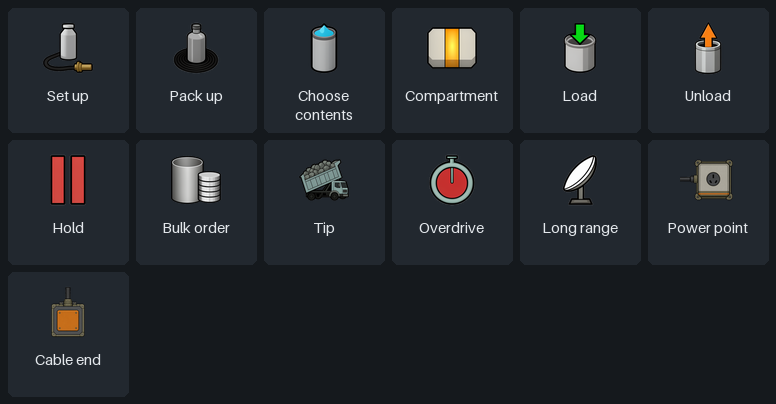 Set up
Pack up
Choose
contents
Compartment
Load
Unload
Hold
Bulk order
Tip
Overdrive
Long range
Power point
Cable end